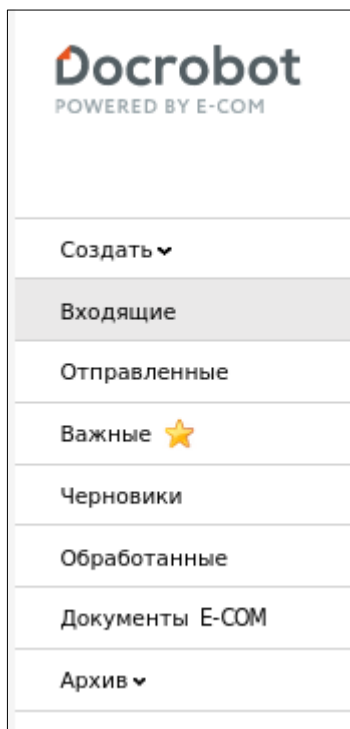 Docrobot
POWERED BY E-COM
Создать
Входящие
Отправленные
Важные
Черновики
Обработанные
Документы E-COM
Архив